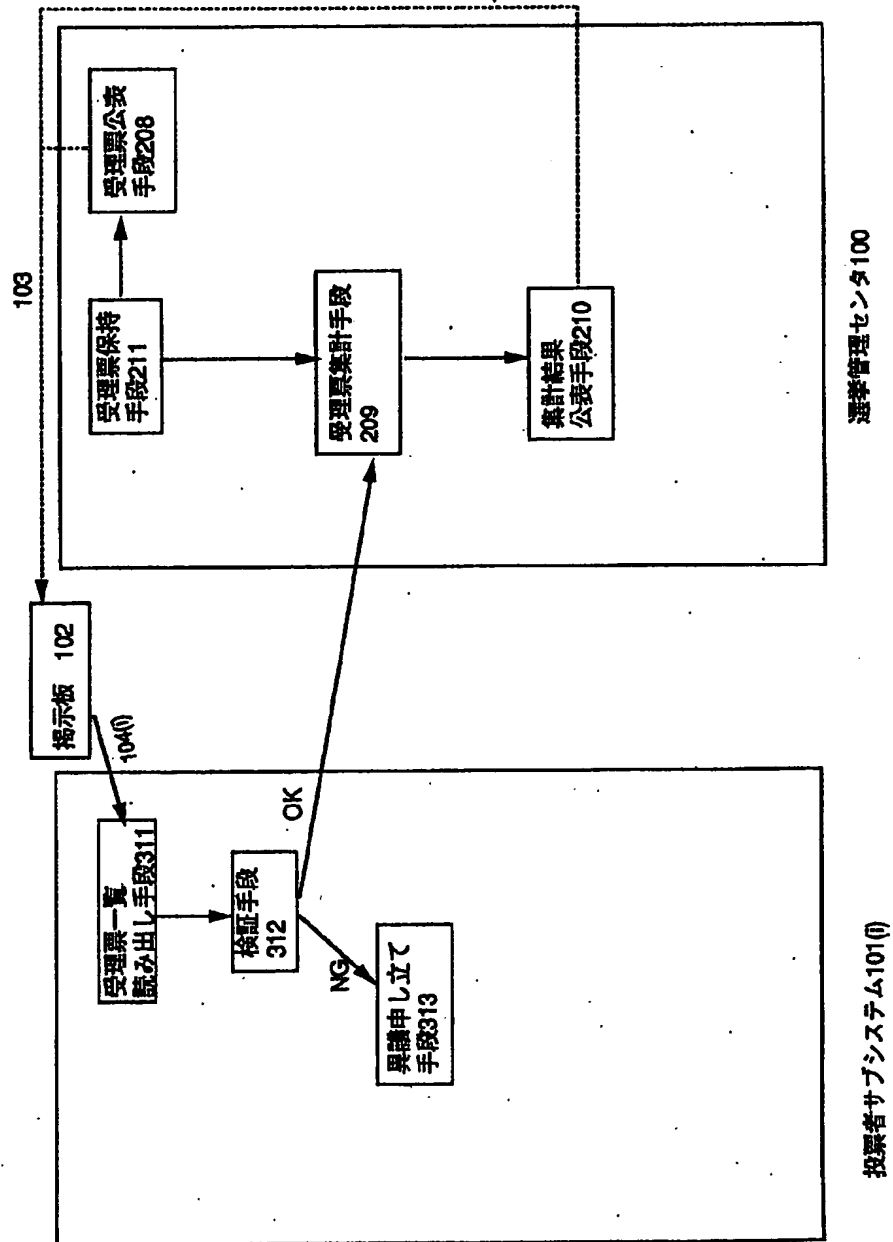 103
掲示板 102
104(i)
受理票一覧
読み出し手段311
検証手段
312
OK
NG
異議申し立て
手段313
投票者サブシステム101(i)
受理票保持
手段211
受理票公表
手段208
受理票集計手段
209
集計結果
公表手段210
選挙管理センタ100